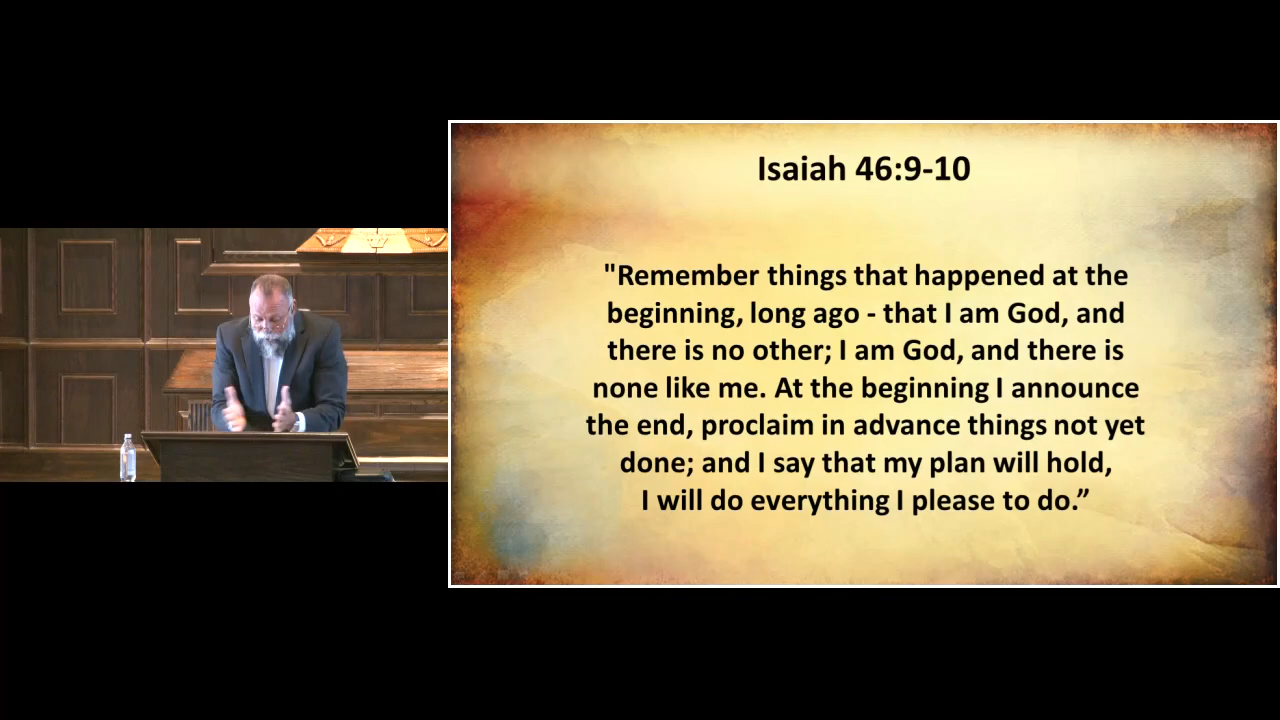 Isaiah 46:9-10
"Remember things that happened at the
beginning, long ago - that I am God, and
there is no other; I am God, and there is
none like me. At the beginning I announce
the end, proclaim in advance things not yet
done; and I say that my plan will hold,
I will do everything I please to do.”